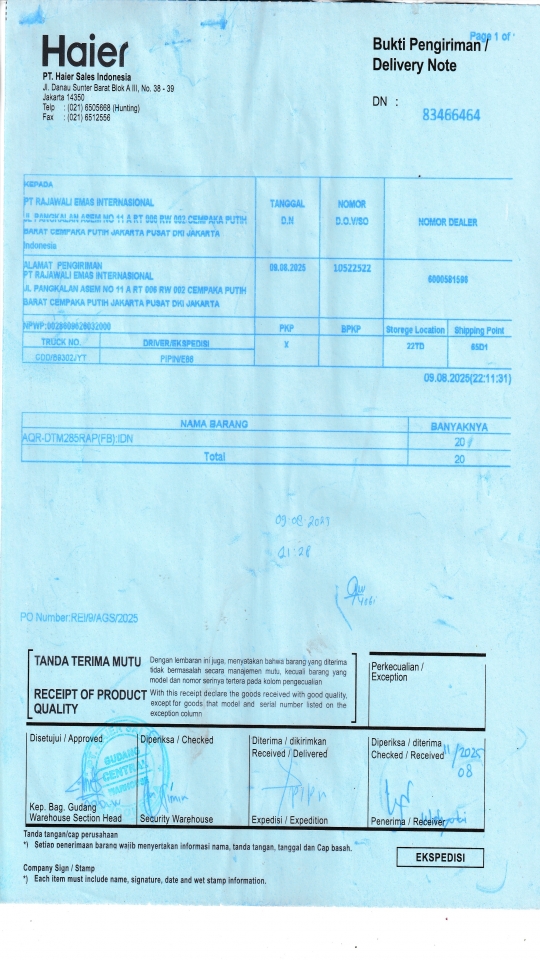 Page 1 of
Haier
PT. Haier Sales Indonesia
Jl. Danau Sunter Barat Blok A III, No. 38 - 39
Jakarta 14350
Telp : (021) 6505668 (Hunting)
Fax : (021) 6512556
Bukti Pengiriman /
Delivery Note
DN : 83466464
KEPADA
PT RAJAWALI EMAS INTERNASIONAL
JL PANGKALAN ASEM NO 11 A RT 006 RW 002 CEMPAKA PUTIH
BARAT CEMPAKA PUTIH JAKARTA PUSAT DKI JAKARTA
Indonesia
TANGGAL
D.N
NOMOR
D.O.V/SO
NOMOR DEALER
ALAMAT PENGIRIMAN
PT RAJAWALI EMAS INTERNASIONAL
JL PANGKALAN ASEM NO 11 A RT 006 RW 002 CEMPAKA PUTIH
BARAT CEMPAKA PUTIH JAKARTA PUSAT DKI JAKARTA
09.08.2025
10522522
NPWP:0028609626032000
PKP
BPKP
Storege Location
Shipping Point
TRUCK NO.
DRIVER/EKSPEDISI
X
22TD
65D1
PIPIN/E86
09.08.2025(22:11:31)
NAMA BARANG
BANYAKNYA
AQR-DTM285RAP(FB):IDN
20
Total
20
21:28
PO Number:REI/9/AGS/2025
TANDA TERIMA MUTU
Dengan lembaran ini juga, menyatakan bahwa barang yang diterima
tidak bermasalah secara manajemen mutu, kecuali barang yang
model dan nomor serinya tertera pada kolom pengecualian
RECEIPT OF PRODUCT
QUALITY
With this receipt declare the goods received with good quality,
except for goods that model and serial number listed on the
exception column
Perkecualian /
Exception
Disetujui / Approved
Diperiksa / Checked
Diterima / dikirimkan
Received / Delivered
Diperiksa / diterima
Checked / Received
11/2025
08
GUDANG
CENTRAL
Pipin
Kep. Bag. Gudang
Warehouse Section Head
Security Warehouse
Expedisi / Expedition
Penerima / Receiver
Tanda tangan/cap perusahaan
*) Setiap penerimaan barang wajib menyertakan informasi nama, tanda tangan, tanggal dan Cap basah.
EKSPEDISI
Company Sign / Stamp
*) Each item must include name, signature, date and wet stamp information.